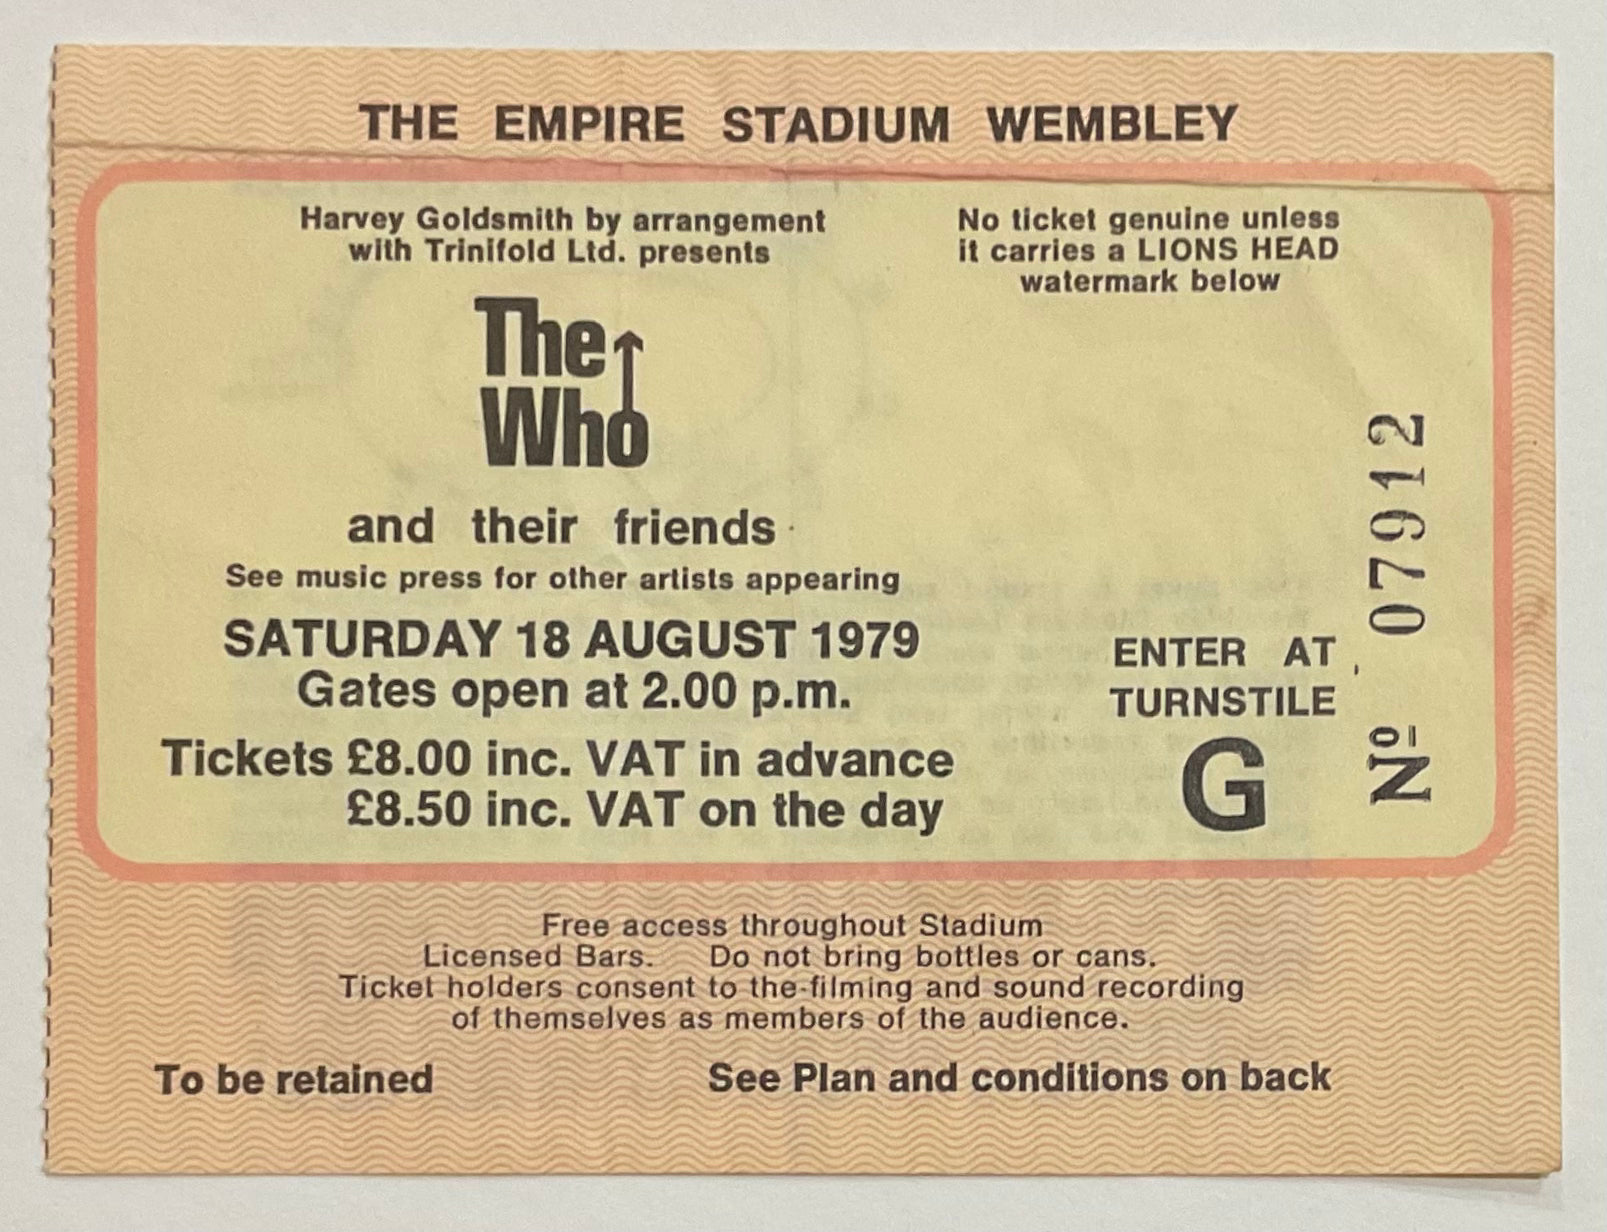 THE EMPIRE STADIUM WEMBLEY
Harvey Goldsmith by arrangement
with Trinifold Ltd. presents
No ticket genuine unless
it carries a LIONS HEAD
watermark below
The
Who
and their friends
See music press for other artists appearing
SATURDAY 18 AUGUST 1979
Gates open at 2.00 p.m.
Tickets £8.00 inc. VAT in advance
£8.50 inc. VAT on the day
ENTER AT
TURNSTILE
G
Nº 07912
Free access throughout Stadium
Licensed Bars. Do not bring bottles or cans.
Ticket holders consent to the filming and sound recording
of themselves as members of the audience.
To be retained
See Plan and conditions on back